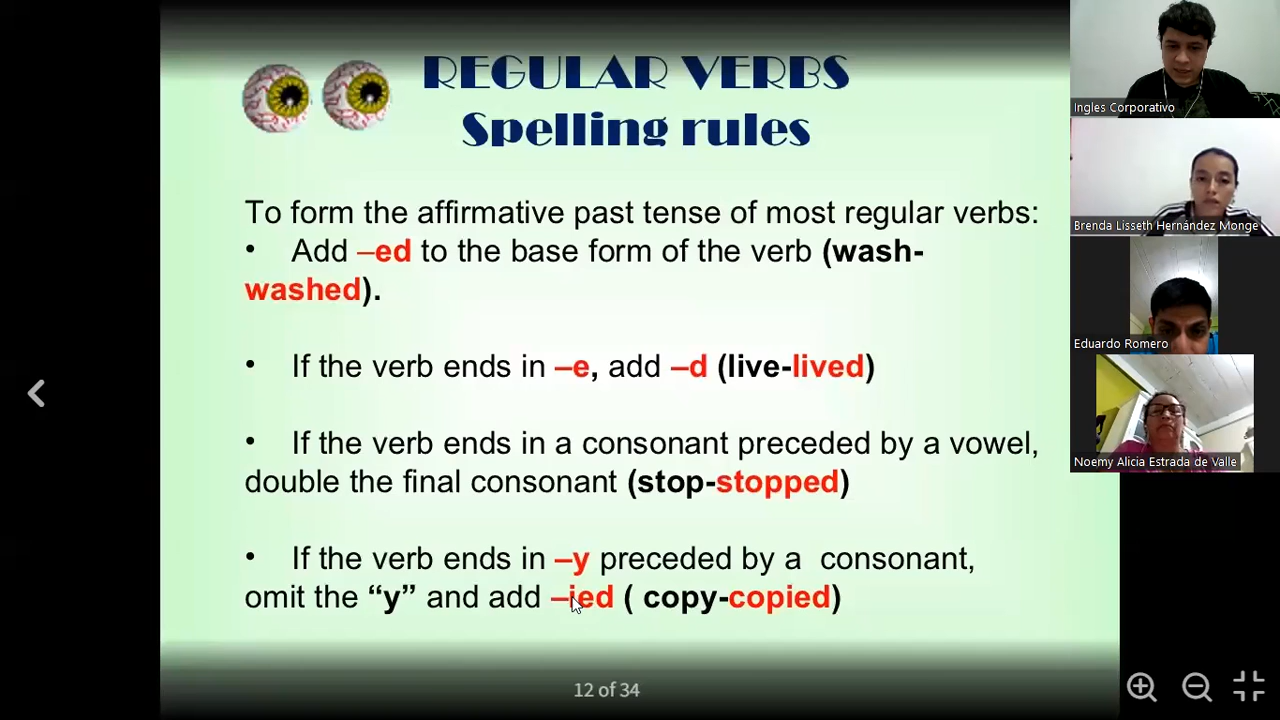 REGULAR VERBS
Spelling rules
To form the affirmative past tense of most regular verbs:
• Add –ed to the base form of the verb (wash-
washed).
• If the verb ends in –e, add –d (live-lived)
• If the verb ends in a consonant preceded by a vowel,
double the final consonant (stop-stopped)
• If the verb ends in –y preceded by a consonant,
omit the “y” and add –ied ( copy-copied)
12 of 34
Ingles Corporativo
Brenda Lisseth Hernández Monge
Eduardo Romero
Noemy Alicia Estrada de Valle